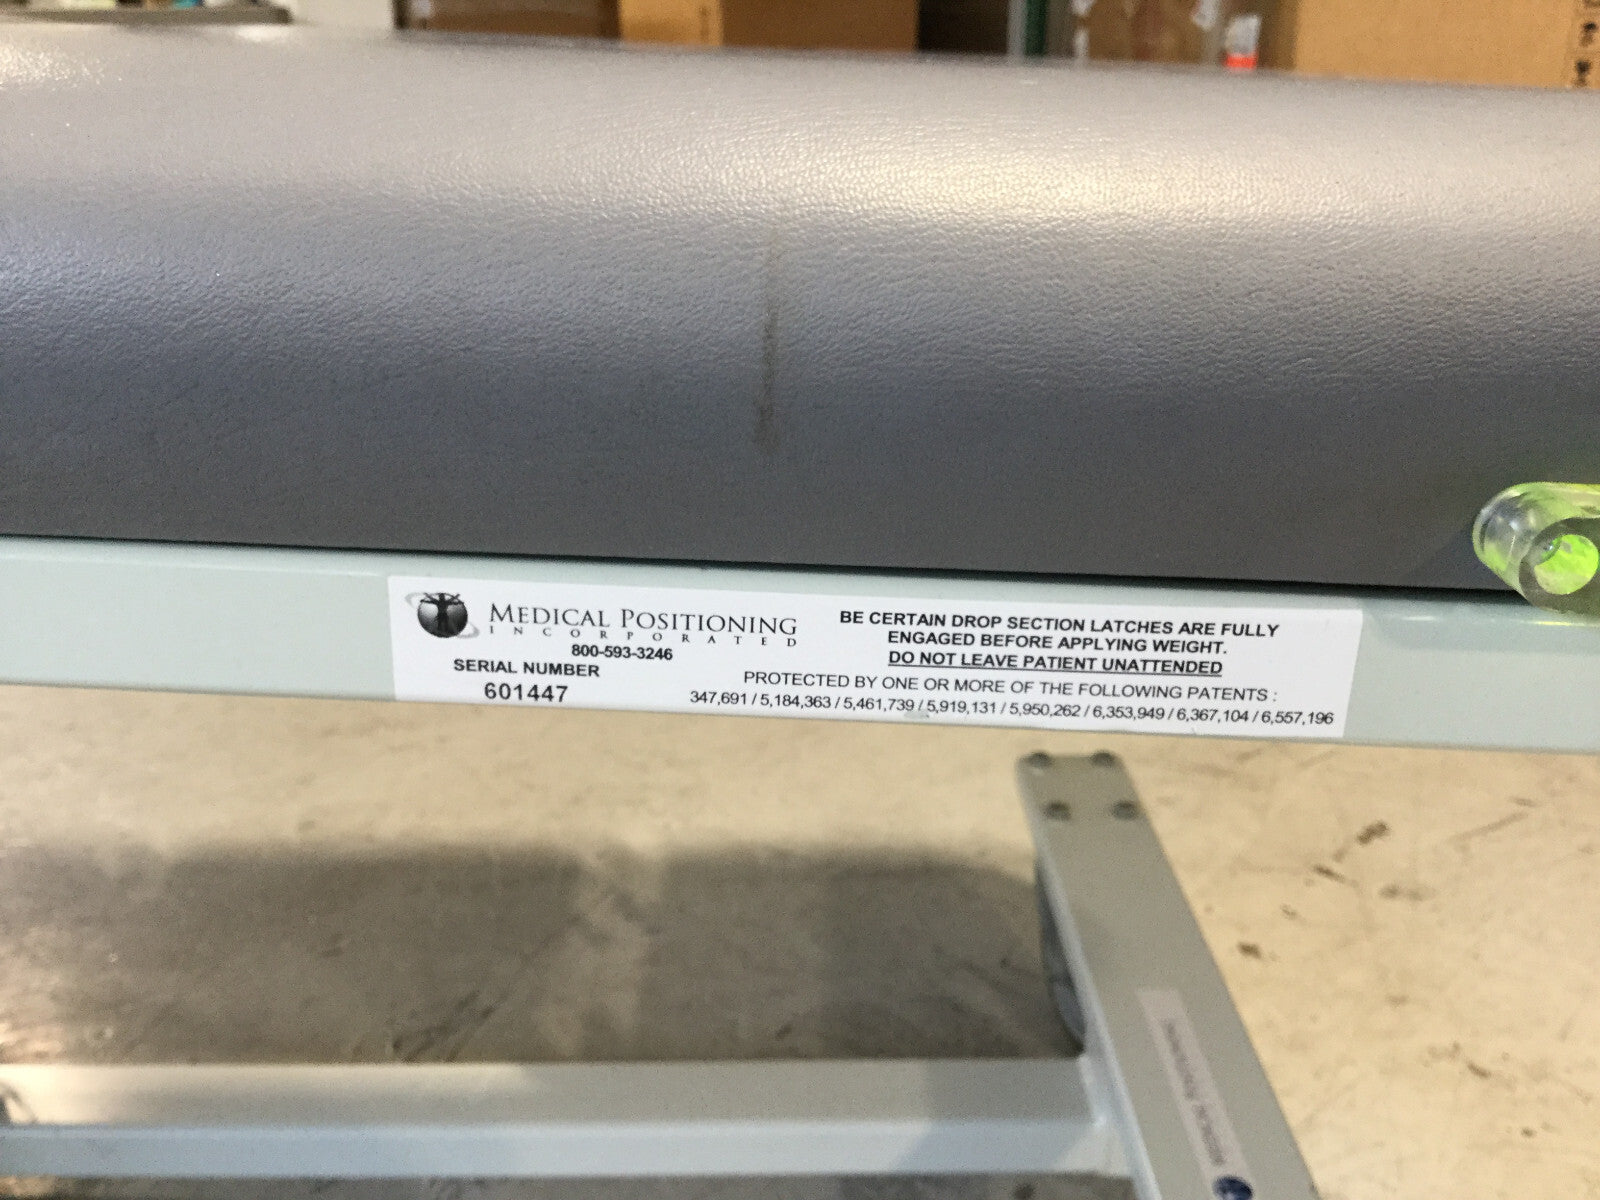 MEDICAL POSITIONING
INCORPORATED
800-593-3246
SERIAL NUMBER
601447
BE CERTAIN DROP SECTION LATCHES ARE FULLY
ENGAGED BEFORE APPLYING WEIGHT.
DO NOT LEAVE PATIENT UNATTENDED
PROTECTED BY ONE OR MORE OF THE FOLLOWING PATENTS :
347,691 / 5,184,363 / 5,461,739 / 5,919,131 / 5,950,262 / 6,353,949 / 6,367,104 / 6,557,196
MEDICAL POSITIONING